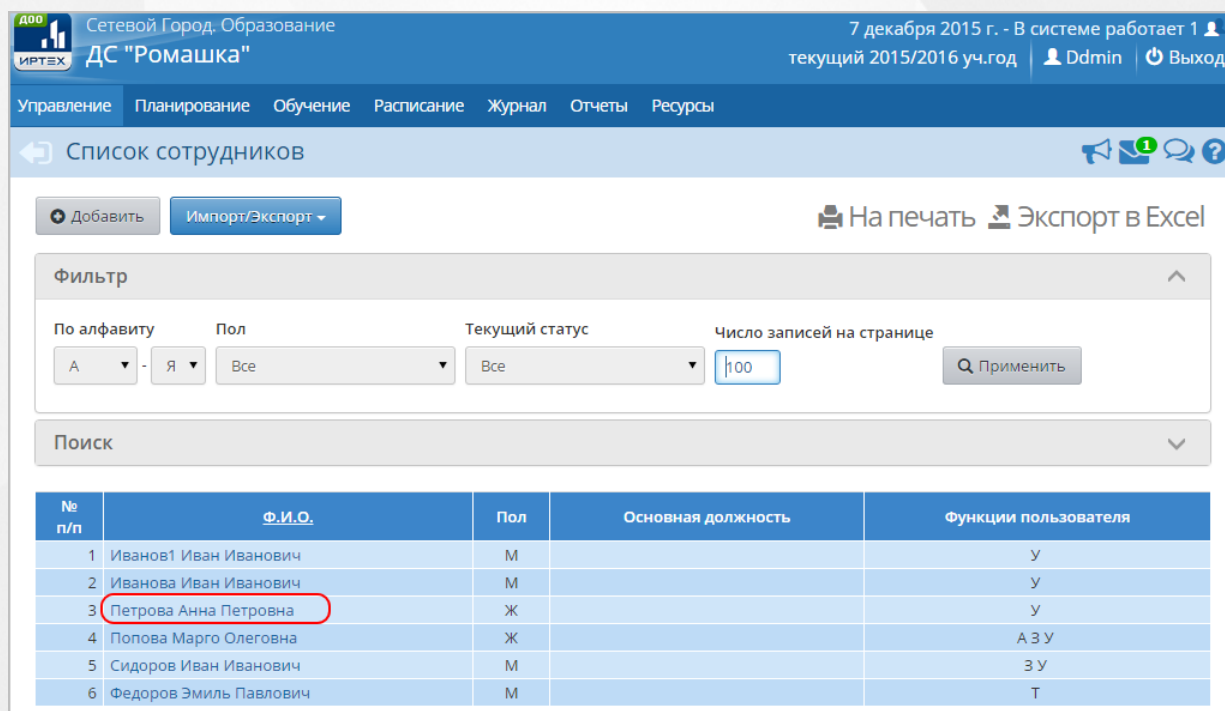 ДОО
ИРТЕХ
Сетевой Город. Образование
ДС "Ромашка"
7 декабря 2015 г. - В системе работает 1
текущий 2015/2016 уч.год Ddmin Выход
Управление Планирование Обучение Расписание Журнал Отчеты Ресурсы
Список сотрудников 1 ?
Добавить Импорт/Экспорт На печать Экспорт в Excel
Фильтр
По алфавиту Пол Текущий статус Число записей на странице
А - Я Все Все 100 Применить
Поиск
№ п/п Ф.И.О. Пол Основная должность Функции пользователя
1 Иванов1 Иван Иванович М У
2 Иванова Иван Иванович М У
3 Петрова Анна Петровна Ж У
4 Попова Марго Олеговна Ж А З У
5 Сидоров Иван Иванович М З У
6 Федоров Эмиль Павлович М Т